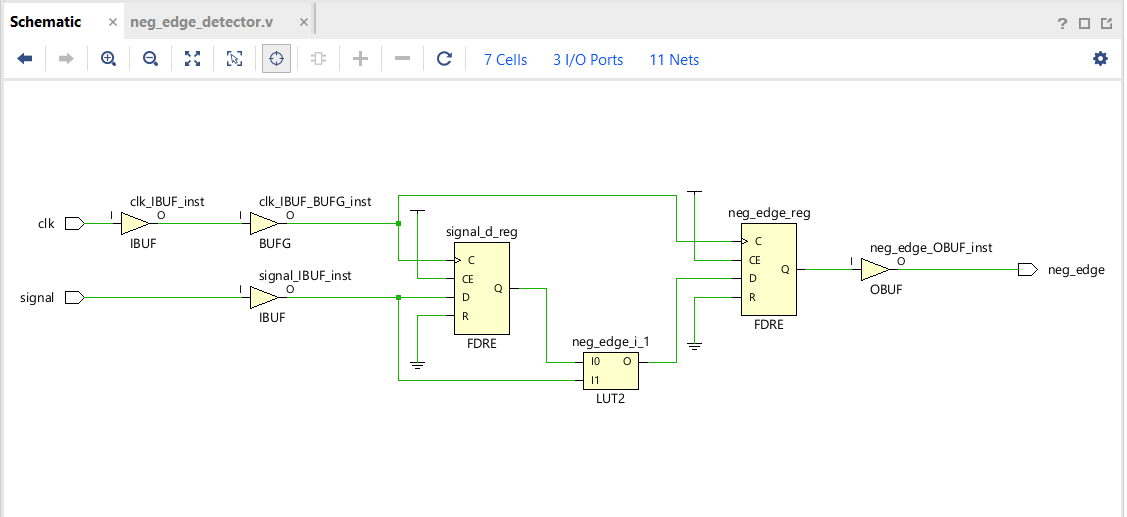 Schematic × neg_edge_detector.v ×
?
7 Cells 3 I/O Ports 11 Nets
clk I clk_IBUF_inst O IBUF
I clk_IBUF_BUFG_inst O BUFG
signal I signal_IBUF_inst O IBUF
signal_d_reg
C
CE
D
R
Q
FDRE
neg_edge_i_1
I0 O
I1
LUT2
neg_edge_reg
C
CE
D
R
Q
FDRE
neg_edge_OBUF_inst
I O
OBUF
neg_edge